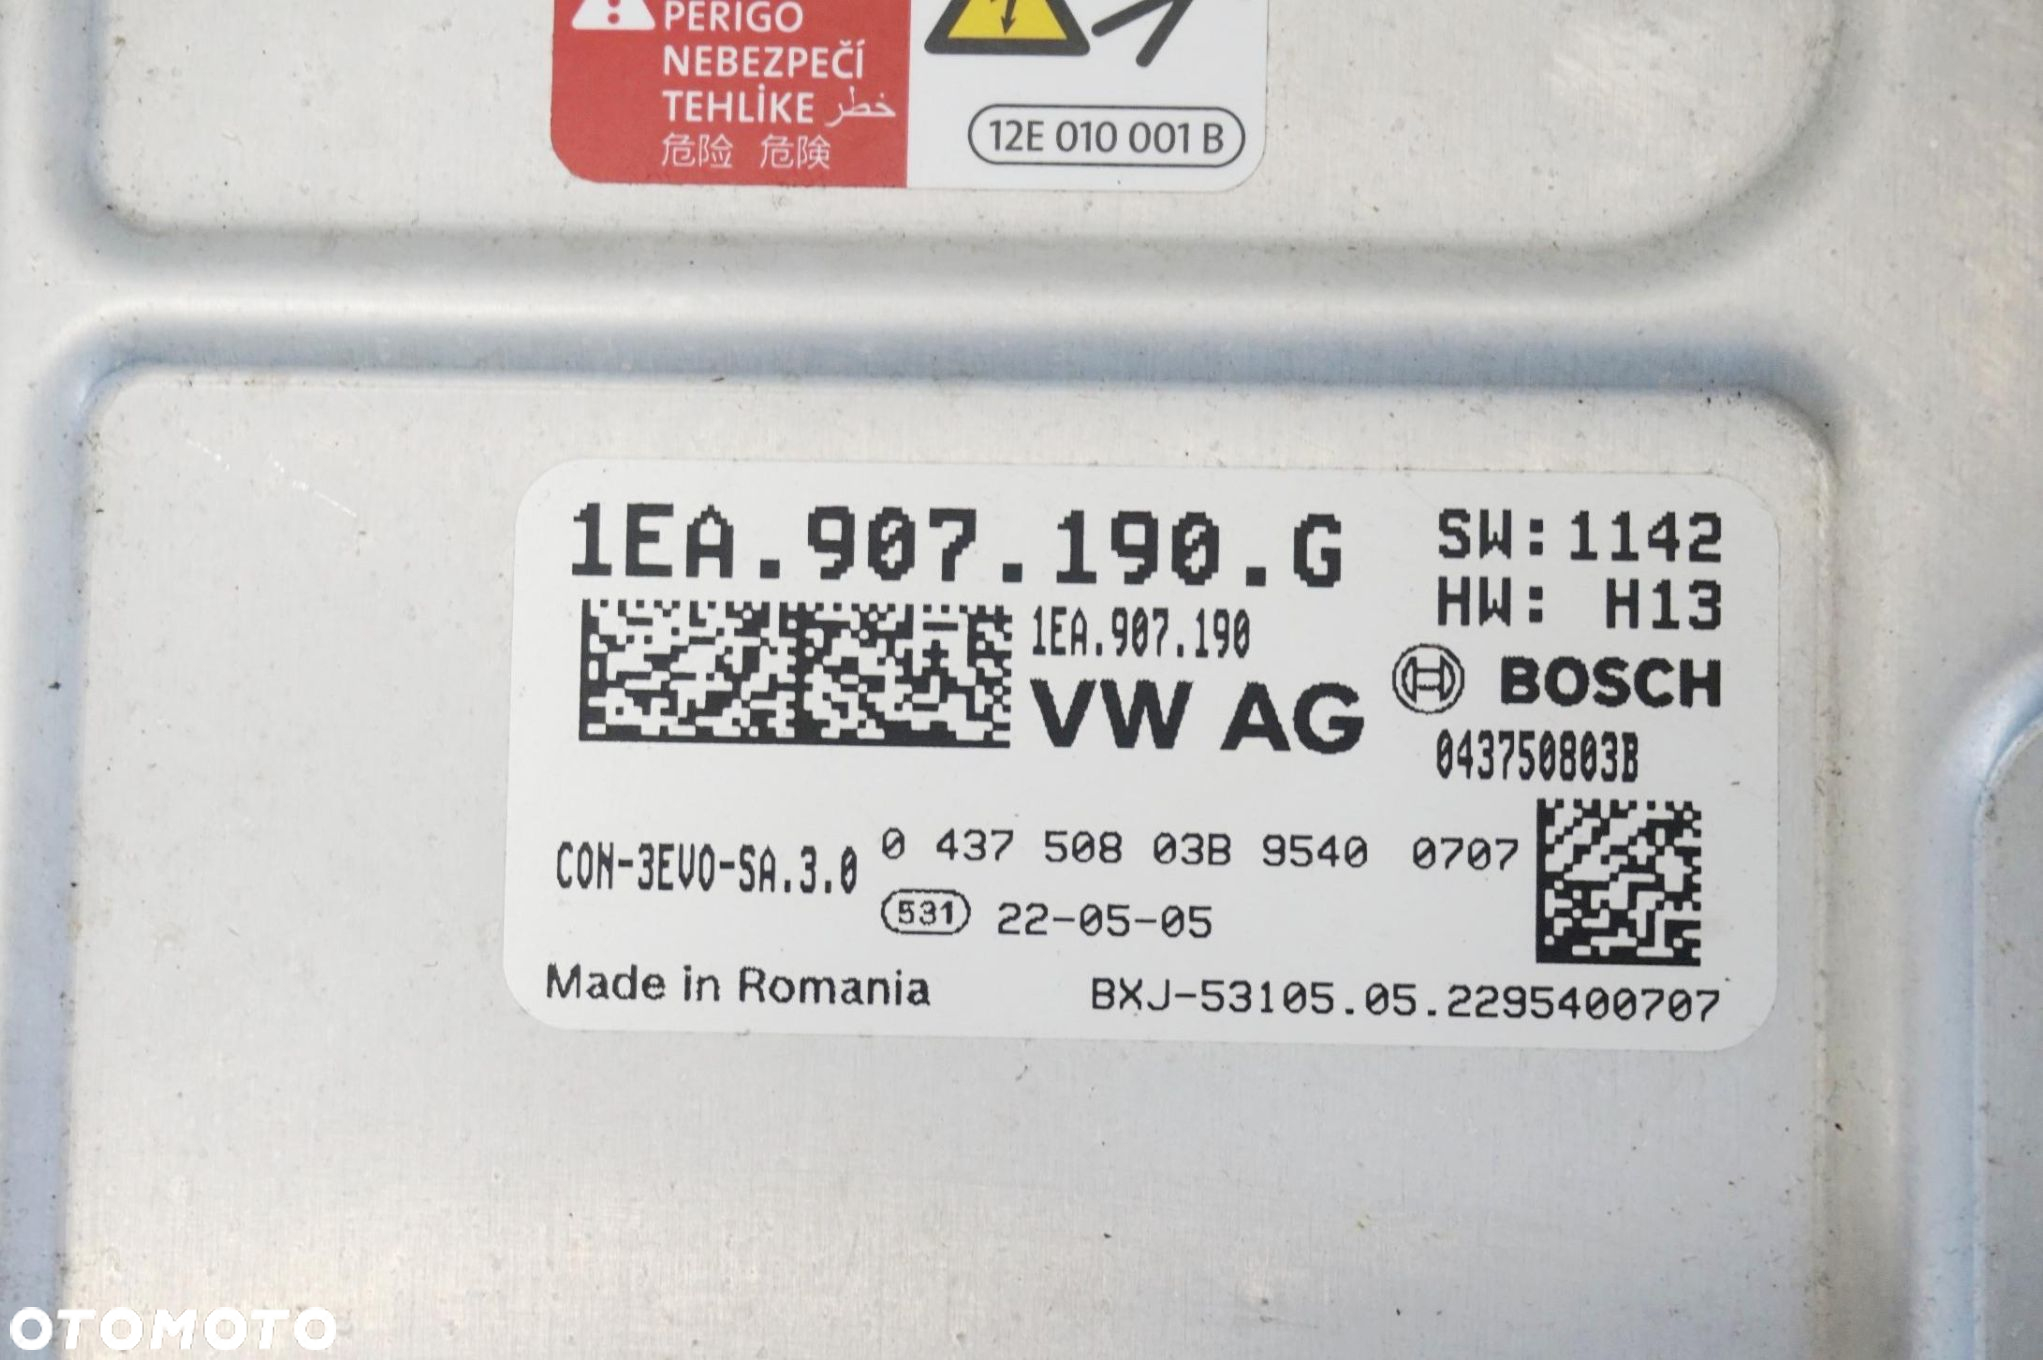 PERIGO
NEBEZPEČÍ
TEHLİKE خطر
危险 危険
12E 010 001 B
1EA.907.190.G
SW:1142
HW: H13
1EA.907.190
VW AG
BOSCH
043750803B
CON-3EVO-SA.3.0
0 437 508 03B 9540 0707
531 22-05-05
Made in Romania
BXJ-53105.05.2295400707
OTOMOTO